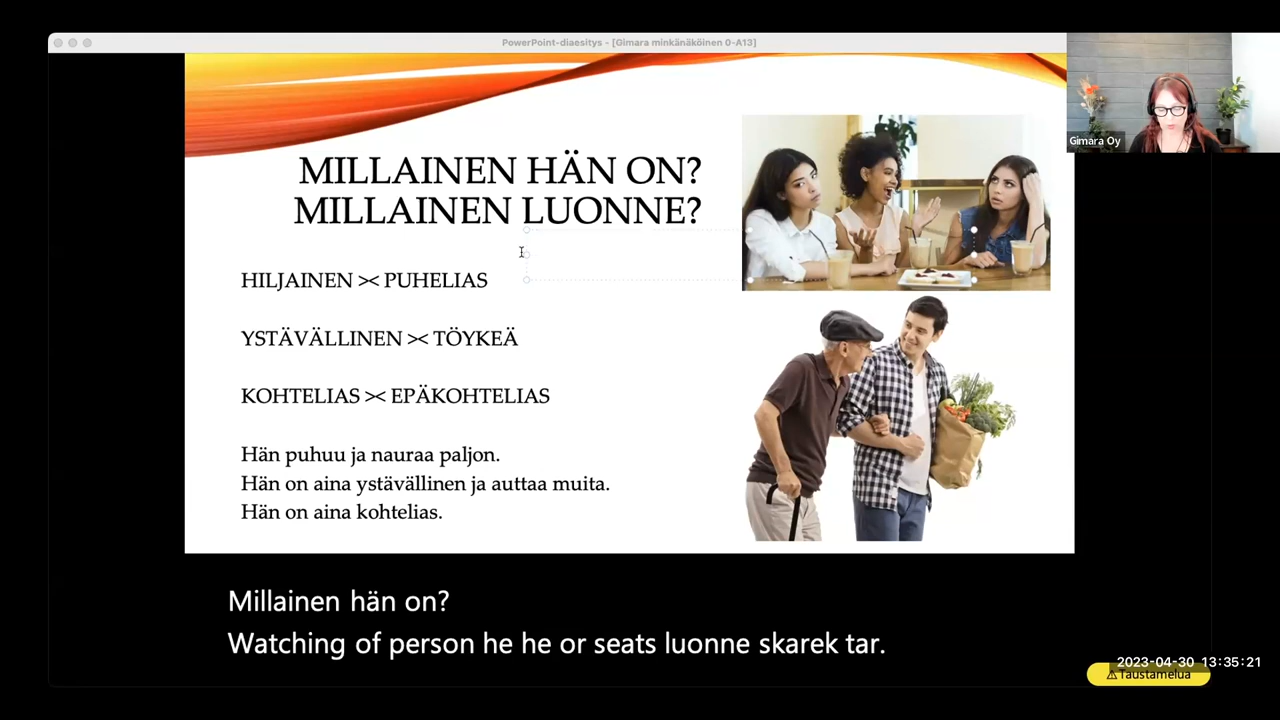 PowerPoint-diaesitys - [Gimara minkänäköinen 0-A13]
Gimara Oy
MILLAINEN HÄN ON?
MILLAINEN LUONNE?
HILJAINEN >< PUHELIAS
YSTÄVÄLLINEN >< TÖYKEÄ
KOHTELIAS >< EPÄKOHTELIAS
Hän puhuu ja nauraa paljon.
Hän on aina ystävällinen ja auttaa muita.
Hän on aina kohtelias.
Millainen hän on?
Watching of person he he or seats luonne skarek tar.
2023-04-30 13:35:21
⚠Taustamelua